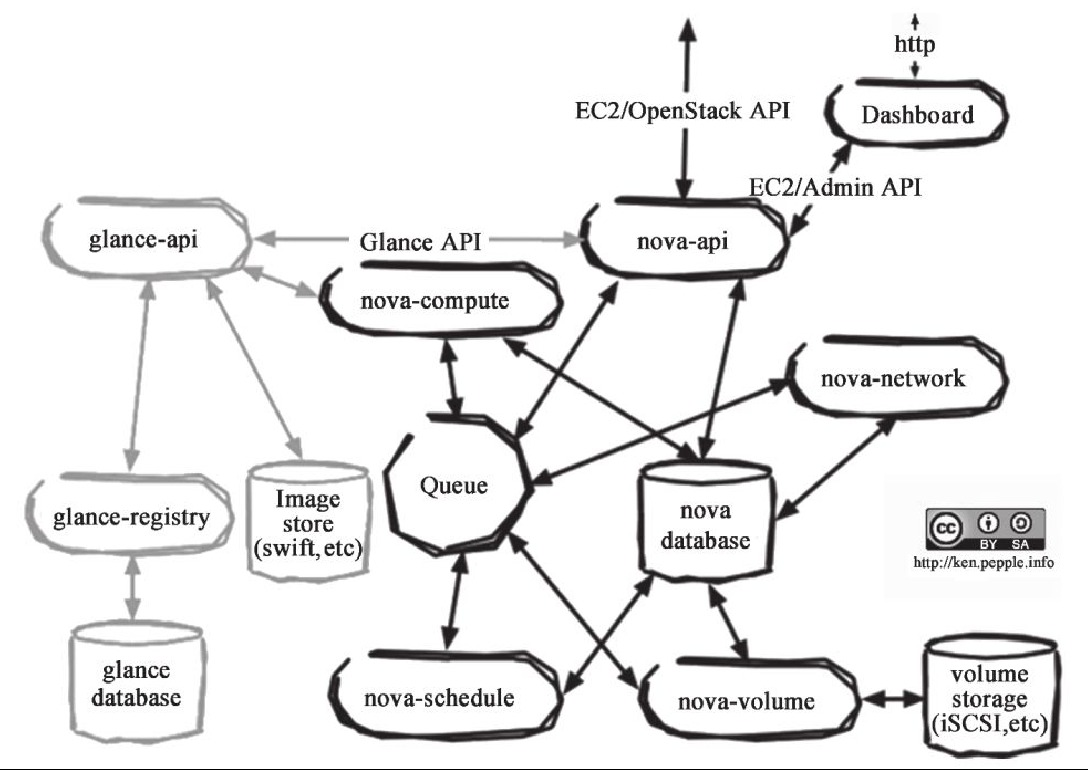 http
EC2/OpenStack API
Dashboard
EC2/Admin API
glance-api
Glance API
nova-api
nova-compute
nova-network
Queue
Image
store
(swift, etc)
nova
database
glance-registry
cc
BY SA
http://ken.pepple.info
glance
database
nova-schedule
nova-volume
volume
storage
(iSCSI,etc)